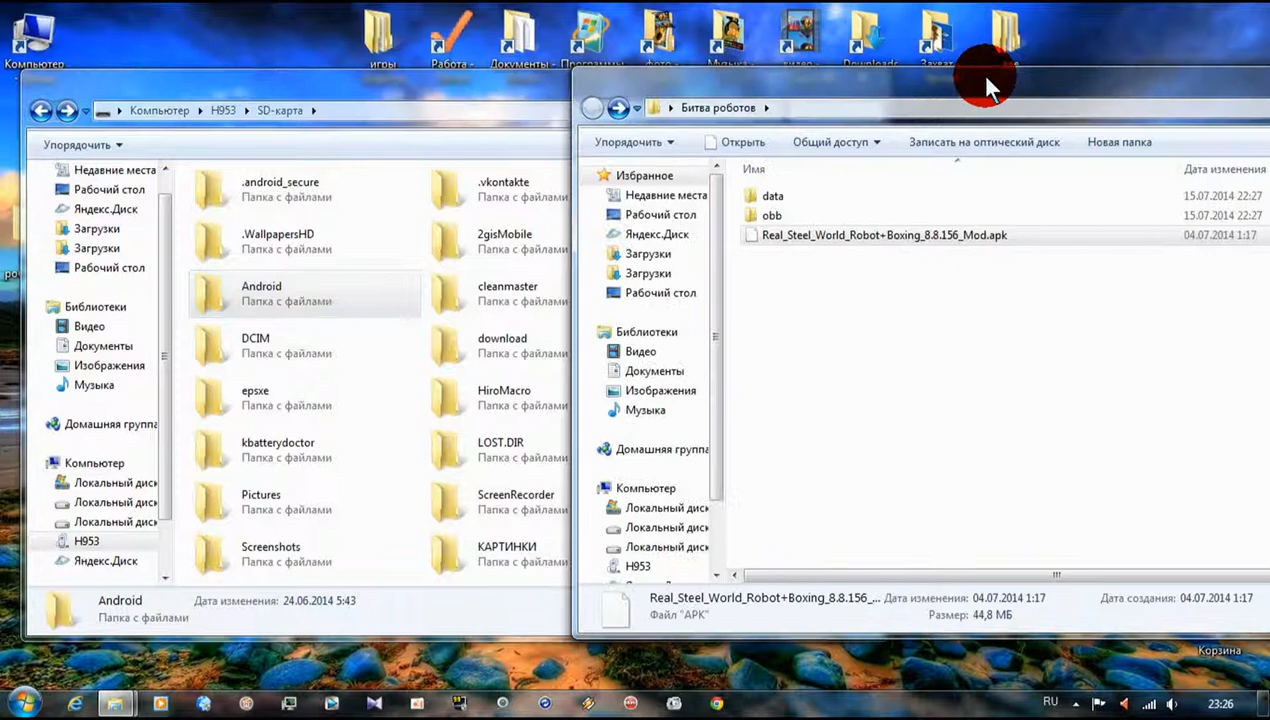 Компьютер
игры
Работа -
Документы -
Программы
фото -
Музыка -
видео -
Downloads
Компьютер
H953
SD-карта
Упорядочить
Недавние места
Рабочий стол
Яндекс.Диск
Загрузки
Загрузки
Рабочий стол
Библиотеки
Видео
Документы
Изображения
Музыка
Домашняя группа
Компьютер
Локальный диск
Локальный диск
Локальный диск
H953
Яндекс.Диск
.android_secure
Папка с файлами
.vkontakte
Папка с файлами
.WallpapersHD
Папка с файлами
2gisMobile
Папка с файлами
Android
Папка с файлами
cleanmaster
Папка с файлами
DCIM
Папка с файлами
download
Папка с файлами
epsxe
Папка с файлами
HiroMacro
Папка с файлами
kbatterydoctor
Папка с файлами
LOST.DIR
Папка с файлами
Pictures
Папка с файлами
ScreenRecorder
Папка с файлами
Screenshots
Папка с файлами
КАРТИНКИ
Папка с файлами
Android
Дата изменения: 24.06.2014 5:43
Папка с файлами
Битва роботов
Упорядочить
Открыть
Общий доступ
Записать на оптический диск
Новая папка
Избранное
Недавние места
Рабочий стол
Яндекс.Диск
Загрузки
Загрузки
Рабочий стол
Библиотеки
Видео
Документы
Изображения
Музыка
Домашняя группа
Компьютер
Локальный диск
Локальный диск
Локальный диск
H953
Имя
Дата изменения
data
15.07.2014 22:27
obb
15.07.2014 22:27
Real_Steel_World_Robot+Boxing_8.8.156_Mod.apk
04.07.2014 1:17
Real_Steel_World_Robot+Boxing_8.8.156_...
Дата изменения: 04.07.2014 1:17
Дата создания: 04.07.2014 1:17
Файл "APK"
Размер: 44,8 МБ
Корзина
RU
23:26